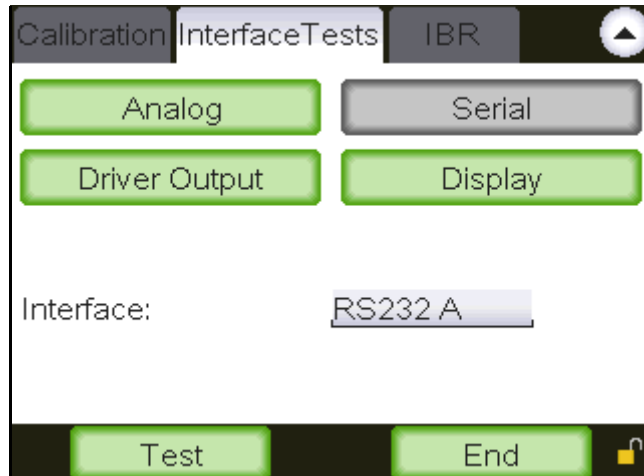 Calibration InterfaceTests IBR
Analog Serial
Driver Output Display
Interface: RS232 A
Test End